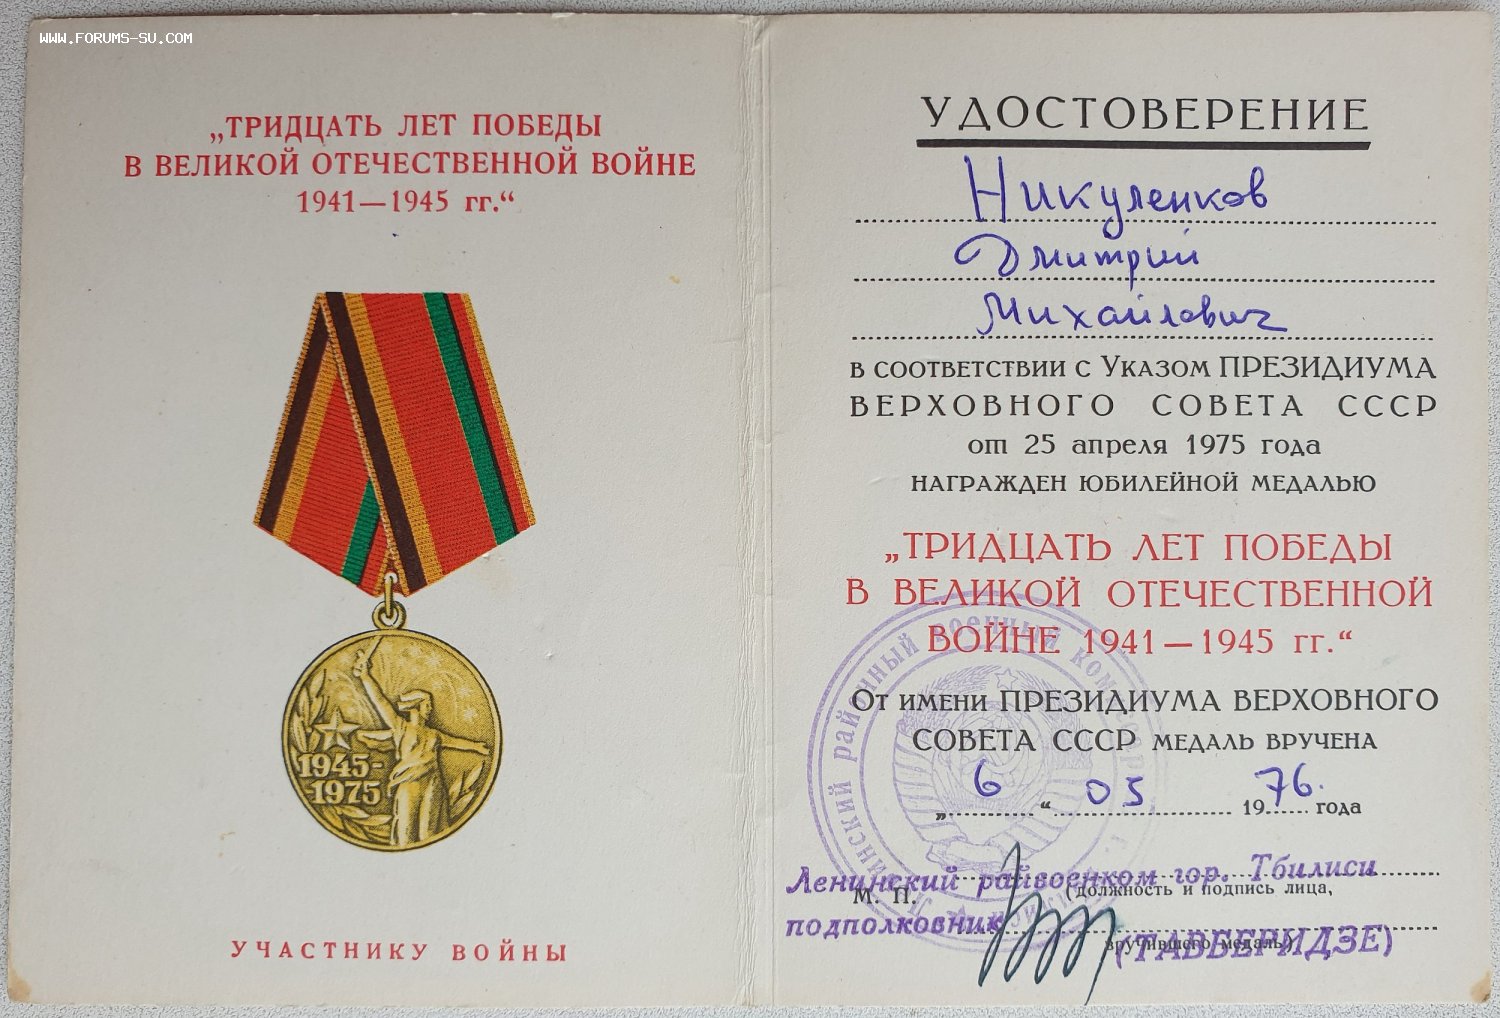 WWW.FORUMS-SU.COM
„ТРИДЦАТЬ ЛЕТ ПОБЕДЫ
В ВЕЛИКОЙ ОТЕЧЕСТВЕННОЙ ВОЙНЕ
1941—1945 гг.“
1945-
1975
УЧАСТНИКУ ВОЙНЫ
УДОСТОВЕРЕНИЕ
Никуленков
Дмитрий
Михайлович
В СООТВЕТСТВИИ С УКАЗОМ ПРЕЗИДИУМА
ВЕРХОВНОГО СОВЕТА СССР
от 25 апреля 1975 года
НАГРАЖДЕН ЮБИЛЕЙНОЙ МЕДАЛЬЮ
„ТРИДЦАТЬ ЛЕТ ПОБЕДЫ
В ВЕЛИКОЙ ОТЕЧЕСТВЕННОЙ
ВОЙНЕ 1941—1945 гг.“
ОТ ИМЕНИ ПРЕЗИДИУМА ВЕРХОВНОГО
СОВЕТА СССР МЕДАЛЬ ВРУЧЕНА
„ 6 “ 05 1976. года
Ленинский райвоенком гор. Тбилиси
М. П. (должность и подпись лица,
подполковник
вручившего медаль)
районный военный